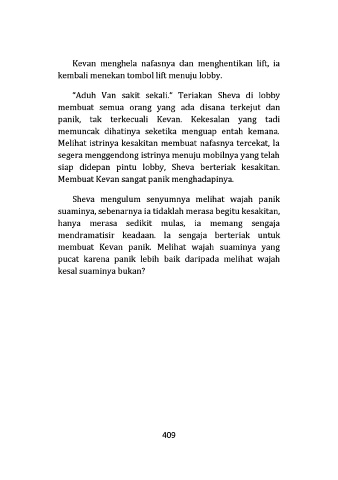 Kevan menghela nafasnya dan menghentikan lift, ia
kembali menekan tombol lift menuju lobby.
"Aduh Van sakit sekali." Teriakan Sheva di lobby
membuat semua orang yang ada disana terkejut dan
panik, tak terkecuali Kevan. Kekesalan yang tadi
memuncak dihatinya seketika menguap entah kemana.
Melihat istrinya kesakitan membuat nafasnya tercekat, Ia
segera menggendong istrinya menuju mobilnya yang telah
siap didepan pintu lobby, Sheva berteriak kesakitan.
Membuat Kevan sangat panik menghadapinya.
Sheva mengulum senyumnya melihat wajah panik
suaminya, sebenarnya ia tidaklah merasa begitu kesakitan,
hanya merasa sedikit mulas, ia memang sengaja
mendramatisir keadaan. Ia sengaja berteriak untuk
membuat Kevan panik. Melihat wajah suaminya yang
pucat karena panik lebih baik daripada melihat wajah
kesal suaminya bukan?
409